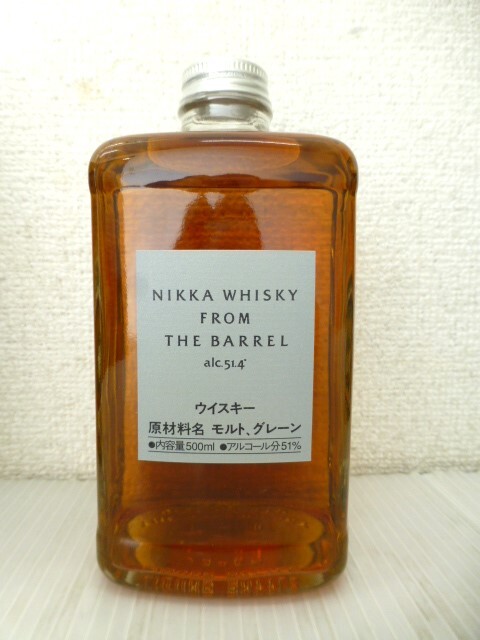 NIKKA WHISKY
FROM
THE BARREL
alc.51.4°
ウイスキー
原材料名 モルト、グレーン
●内容量500ml ●アルコール分51%